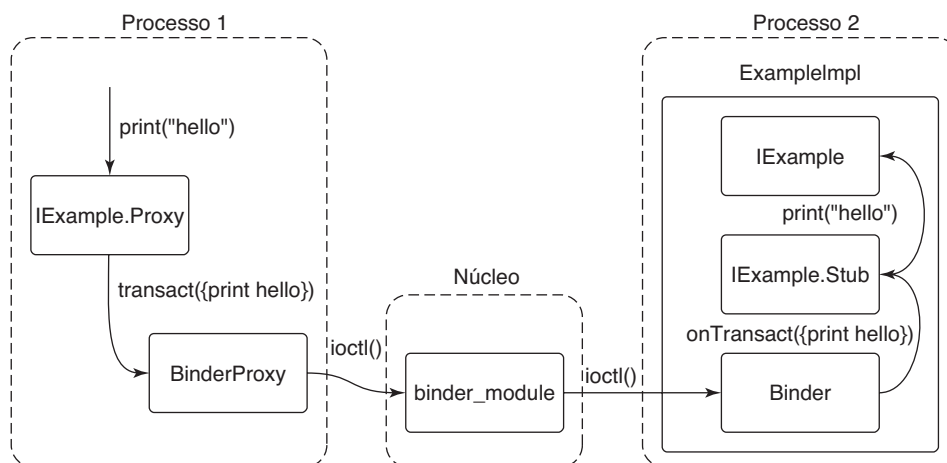 Processo 1
print("hello")
IExample.Proxy
transact({print hello})
BinderProxy
ioctl()
Núcleo
binder_module
ioctl()
Processo 2
ExampleImpl
IExample
print("hello")
IExample.Stub
onTransact({print hello})
Binder